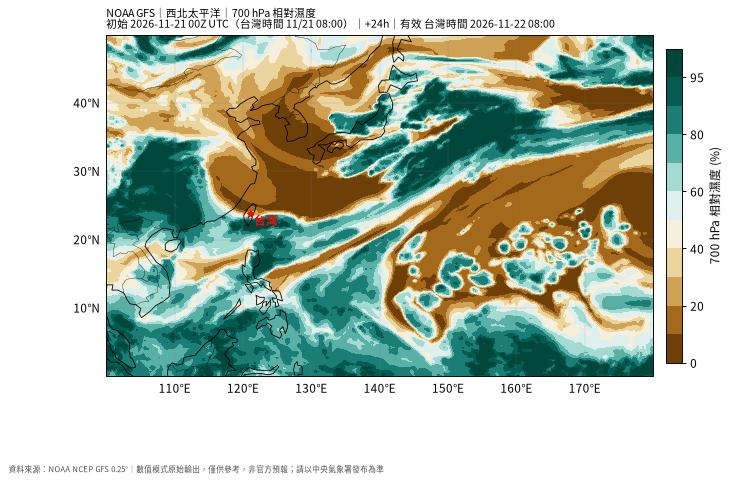 NOAA GFS｜西北太平洋｜700 hPa 相對濕度
初始 2026-11-21 00Z UTC（台灣時間 11/21 08:00）｜+24h｜有效 台灣時間 2026-11-22 08:00
40°N
30°N
20°N
10°N
110°E
120°E
130°E
140°E
150°E
160°E
170°E
台灣
95
80
60
40
20
0
700 hPa 相對濕度 (%)
資料來源：NOAA NCEP GFS 0.25°｜數值模式原始輸出，僅供參考，非官方預報；請以中央氣象署發布為準